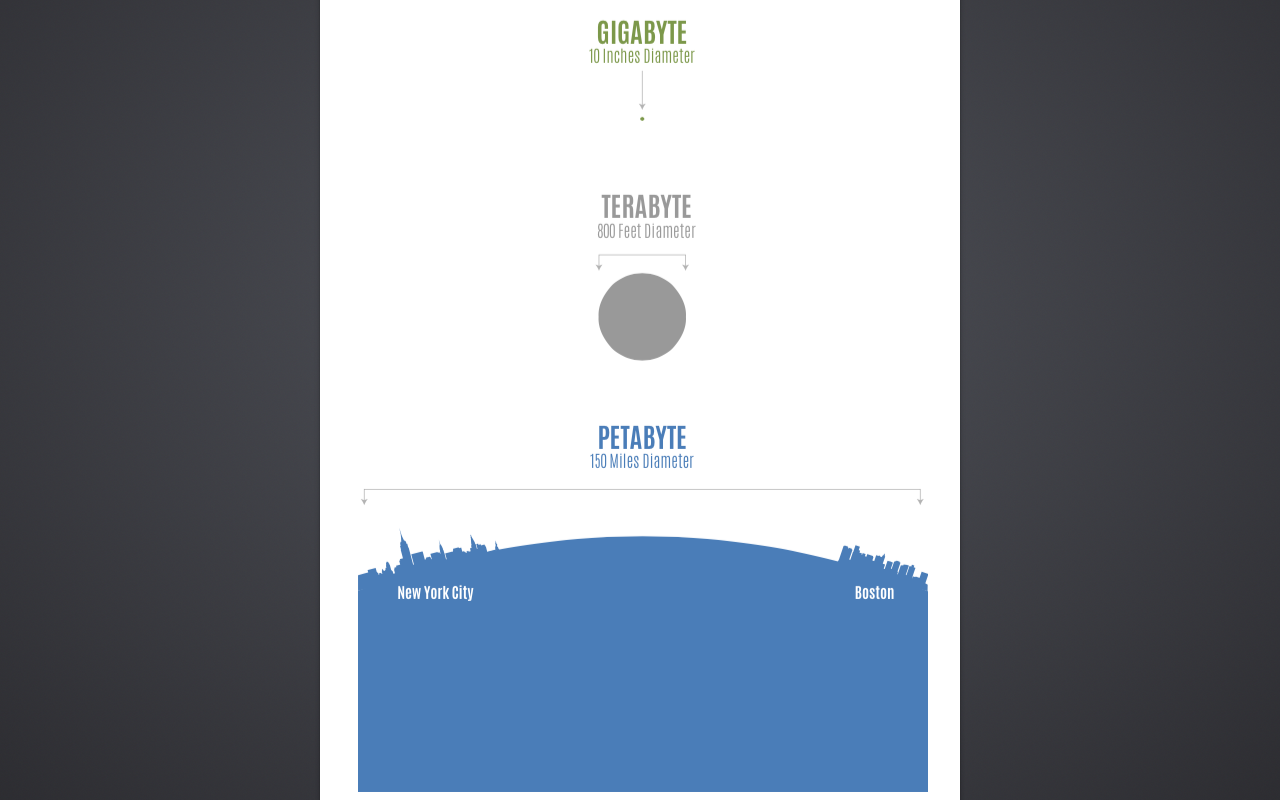 GIGABYTE
10 Inches Diameter
TERABYTE
800 Feet Diameter
PETABYTE
150 Miles Diameter
New York City
Boston